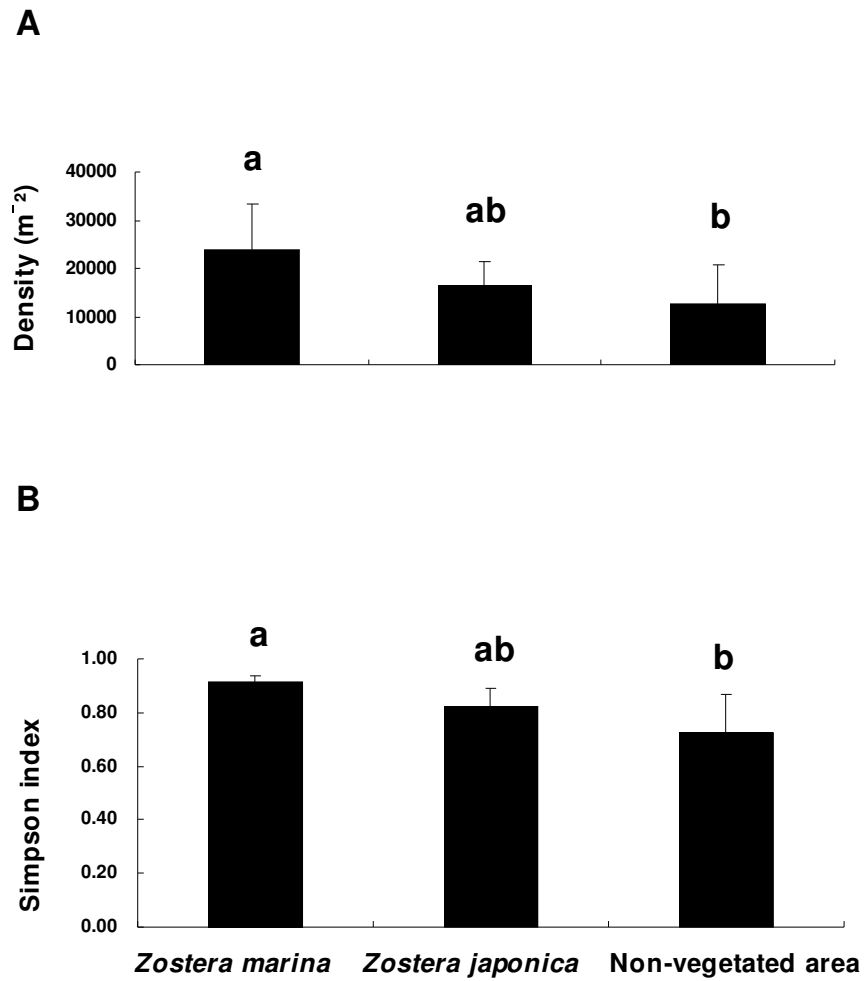 A
a
ab
b
40000
30000
20000
10000
0
Density (m⁻²)
B
a
ab
b
1.00
0.80
0.60
0.40
0.20
0.00
Simpson index
Zostera marina Zostera japonica Non-vegetated area